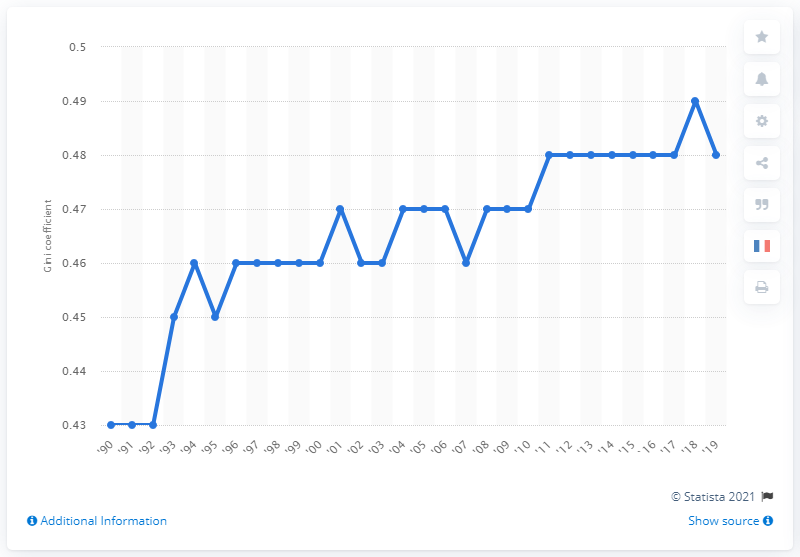 0.5
0.49
0.48
0.47
0.46
0.45
0.44
0.43
Gini coefficient
'90 '91 '92 '93 '94 '95 '96 '97 '98 '99 '00 '01 '02 '03 '04 '05 '06 '07 '08 '09 '10 '11 '12 '13 '14 '15 '16 '17 '18 '19
© Statista 2021
Additional Information
Show source